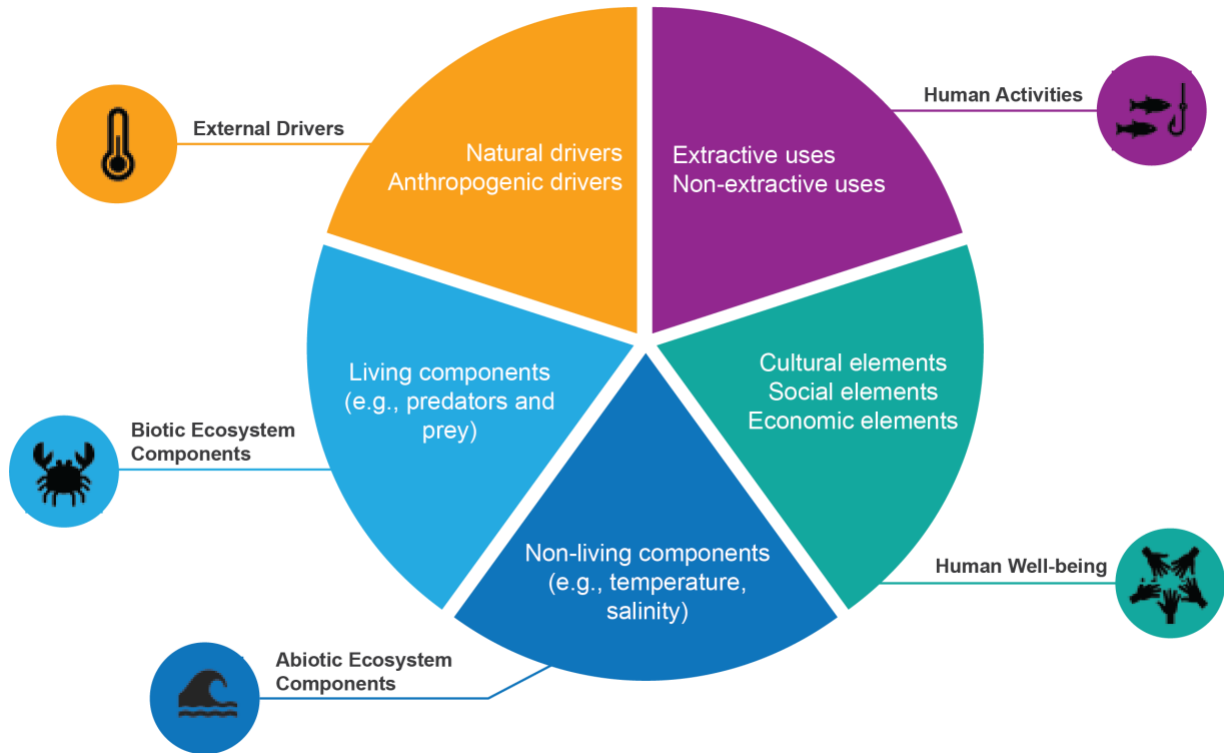 Human Activities
External Drivers
Natural drivers
Anthropogenic drivers
Extractive uses
Non-extractive uses
Living components
(e.g., predators and
prey)
Cultural elements
Social elements
Economic elements
Biotic Ecosystem
Components
Non-living components
(e.g., temperature,
salinity)
Human Well-being
Abiotic Ecosystem
Components